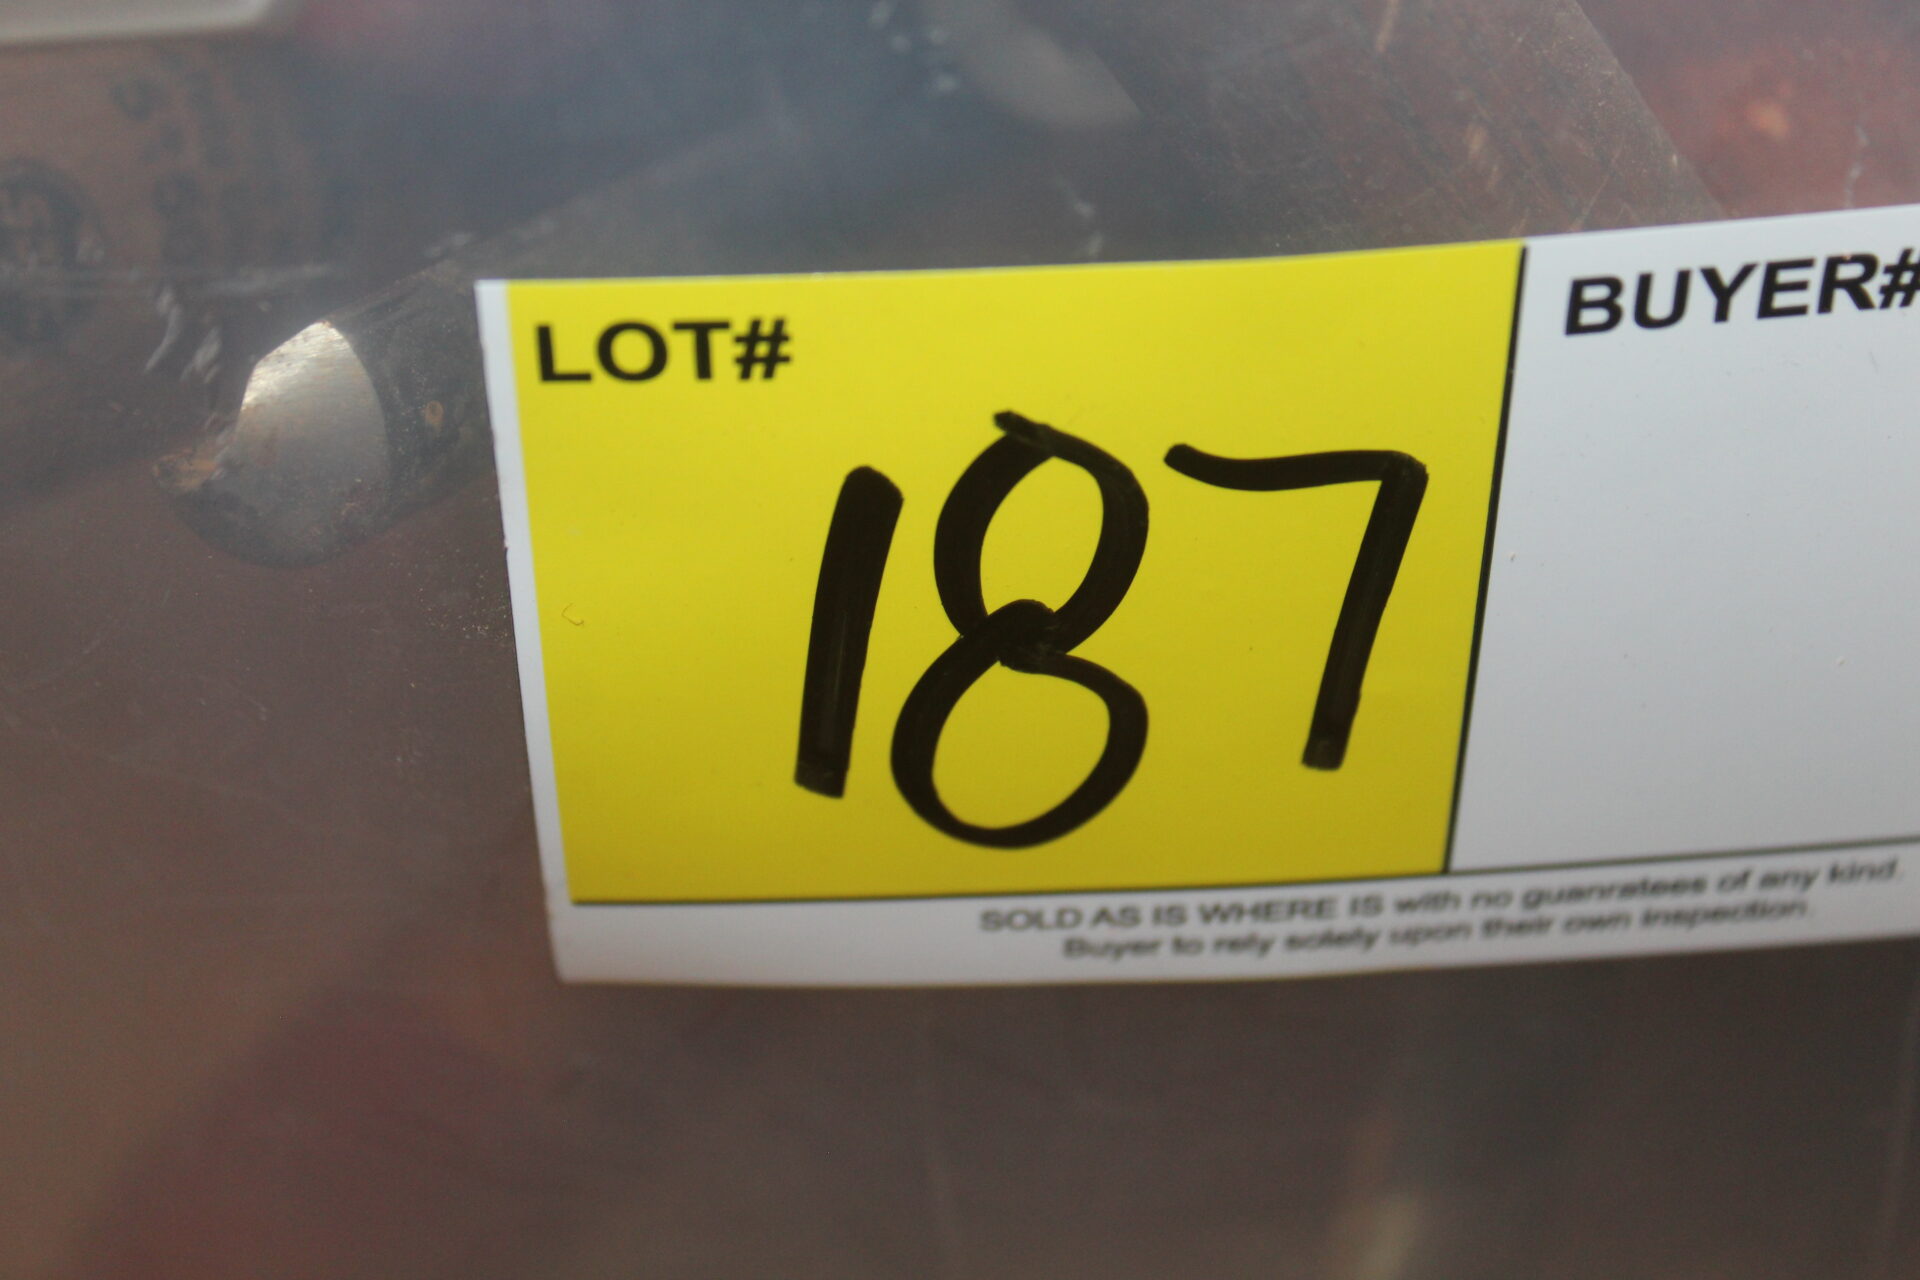 LOT#
BUYER#
187
SOLD AS IS WHERE IS with no guanratees of any kind.
Buyer to rely solely upon their own inspection.